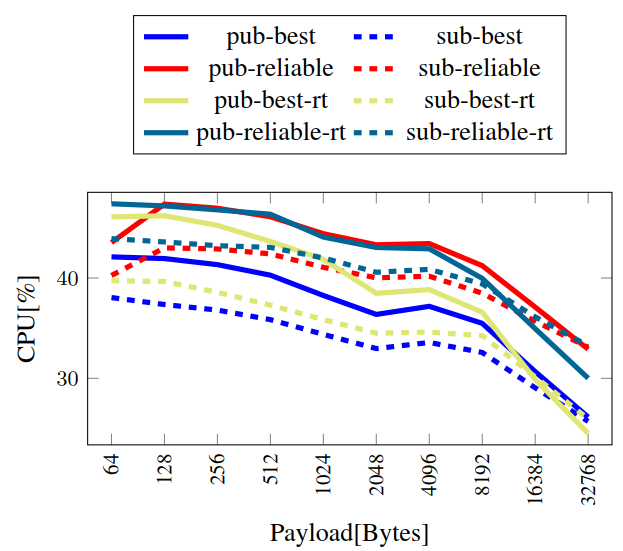 pub-best sub-best
pub-reliable sub-reliable
pub-best-rt sub-best-rt
pub-reliable-rt sub-reliable-rt
CPU[%]
40
30
64 128 256 512 1024 2048 4096 8192 16384 32768
Payload[Bytes]